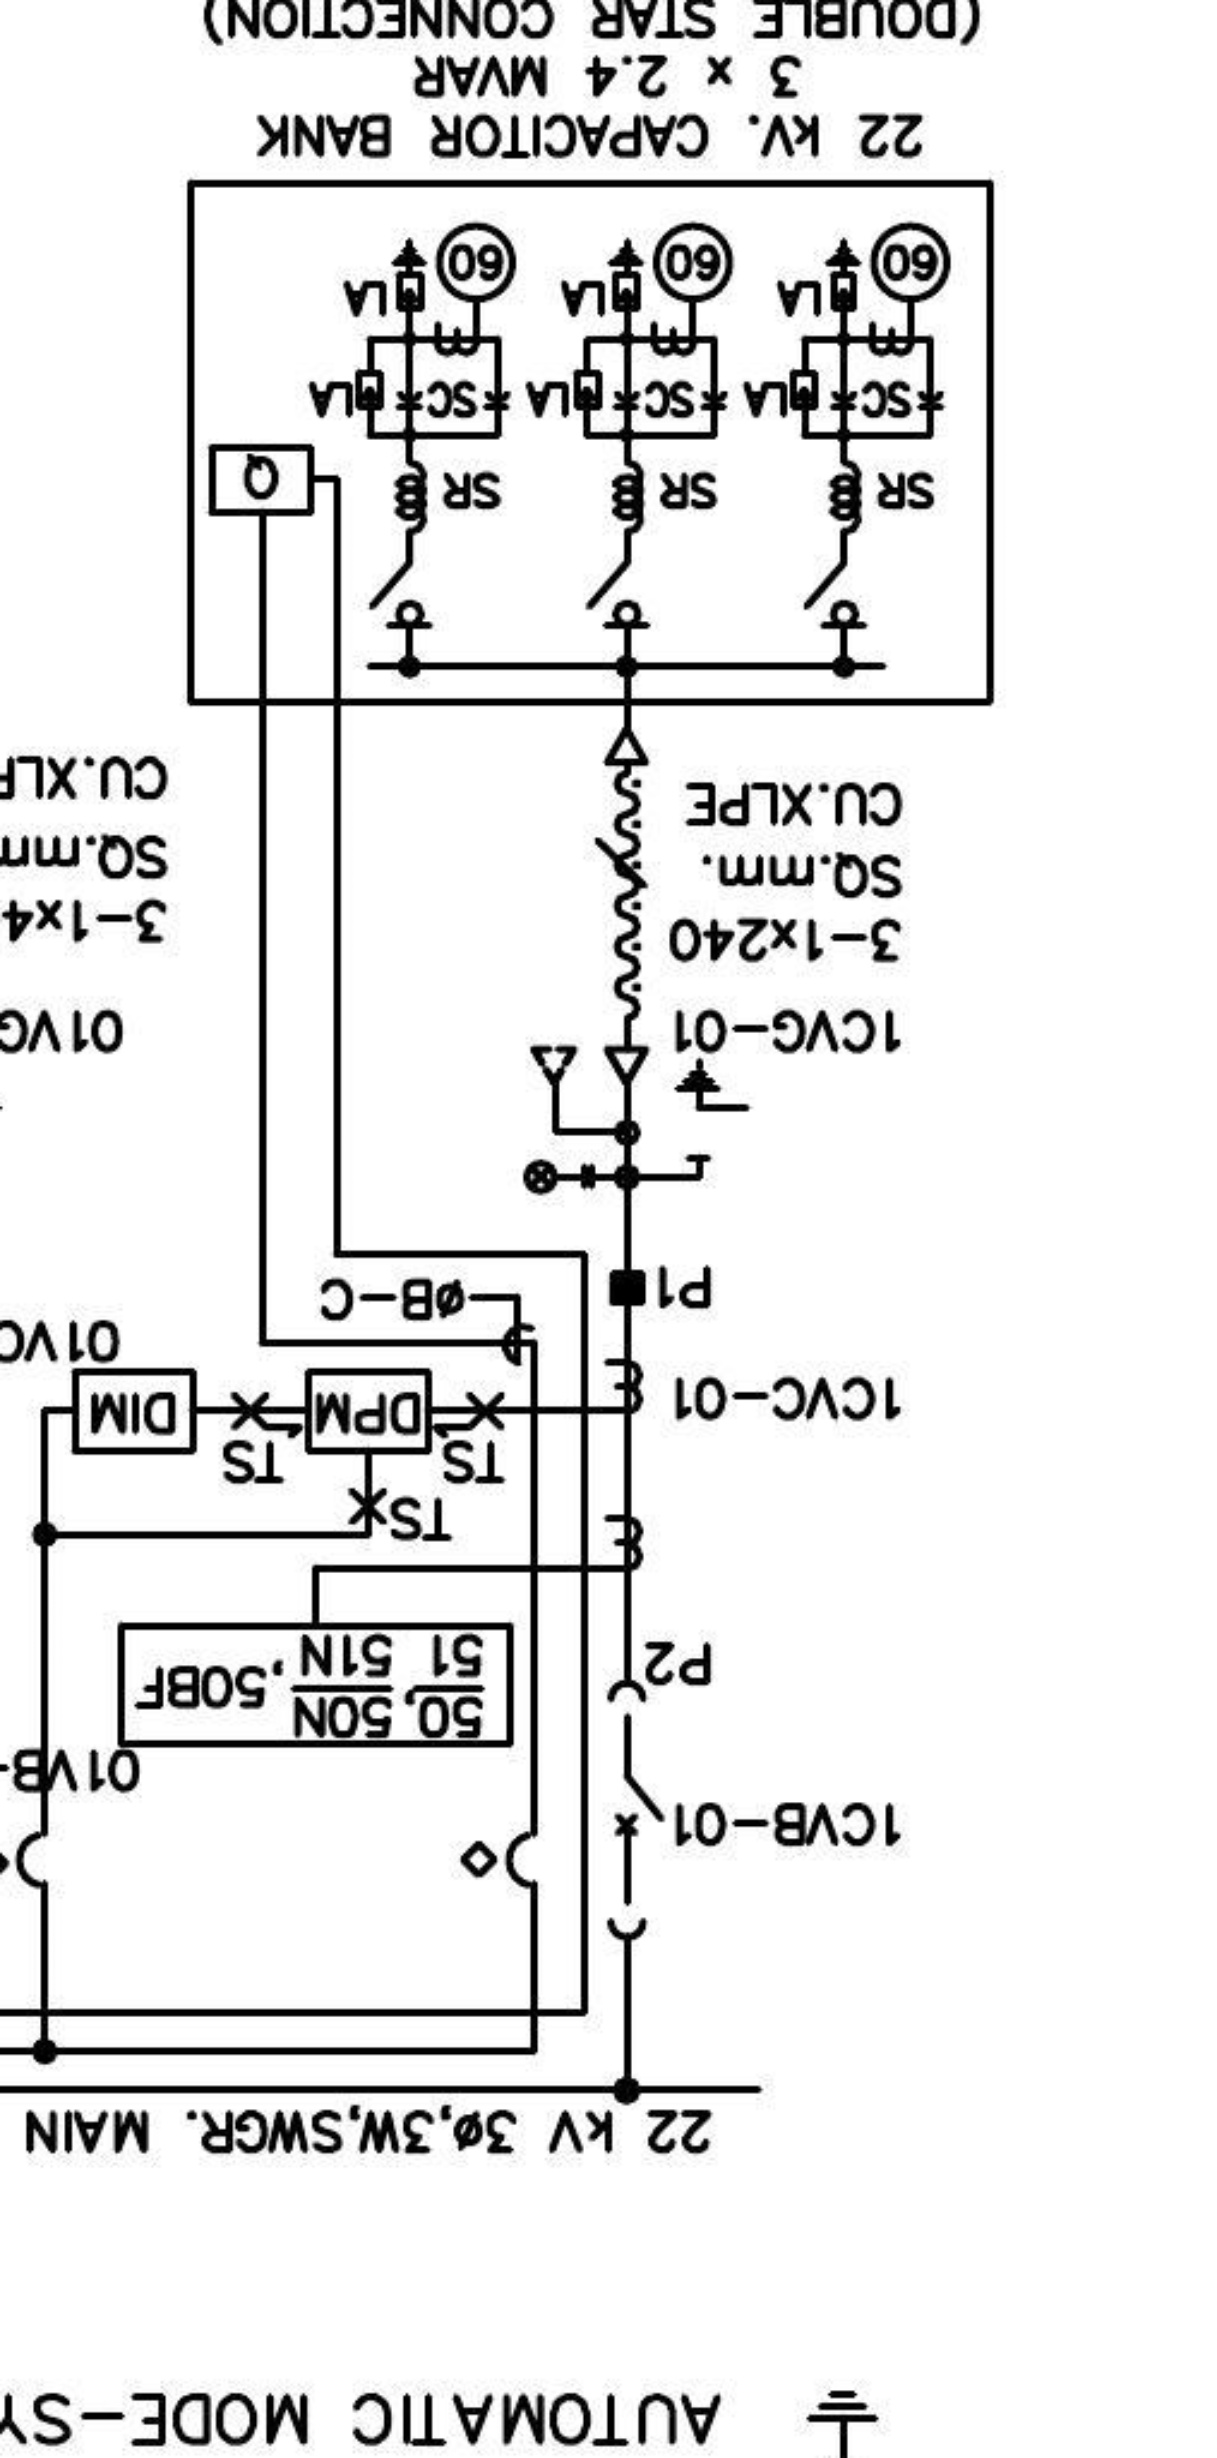 AUTOMATIC MODE-SY
22 kV 3ø,3W,SWGR. MAIN
1CVB-01
01VB-
50, 50N ,50BF
51 51N
P2
TS
TS TS
DPM DIM
1CVC-01
01VC
øB-C
P1
1CVG-01 01VG
3-1x240 3-1x4
SQ.mm. SQ.mm
CU.XLPE CU.XLP
SR SR SR Q
SC LA SC LA SC LA
LA LA LA
60 60 60
22 kV. CAPACITOR BANK
3 x 2.4 MVAR
(DOUBLE STAR CONNECTION)